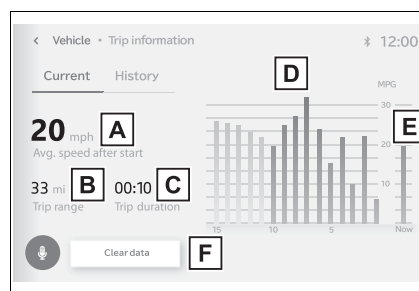 ‹ Vehicle • Trip information 12:00
Current History
D
MPG
20 mph A
Avg. speed after start
33 mi B 00:10 C
Trip range Trip duration
30
E
20
10
15 10 5 Now
Clear data F